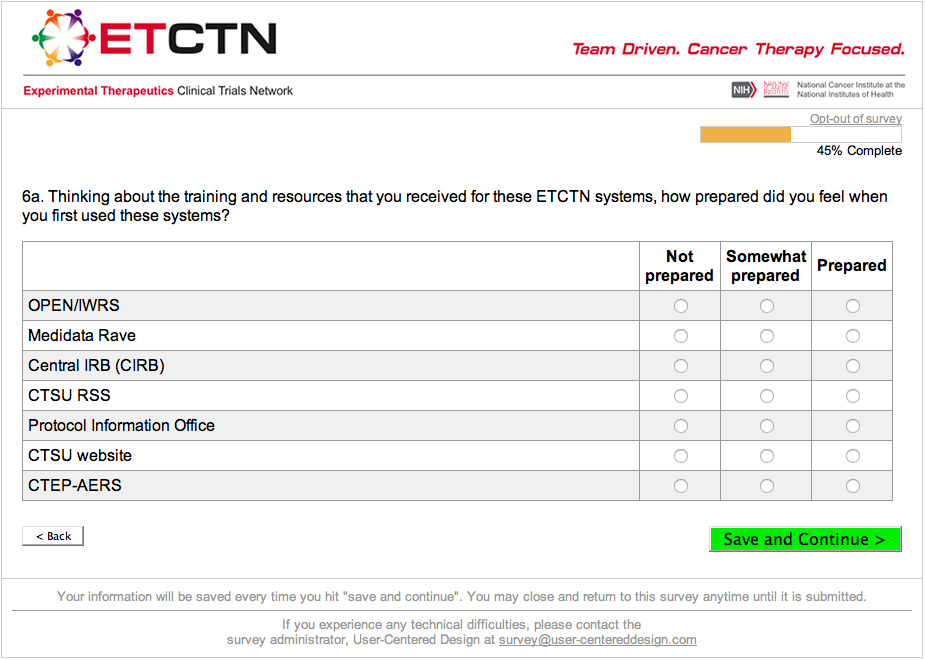 ETCTN
Team Driven. Cancer Therapy Focused.
Experimental Therapeutics Clinical Trials Network
NIH
NATIONAL
CANCER
INSTITUTE
National Cancer Institute at the
National Institutes of Health
Opt-out of survey
45% Complete
6a. Thinking about the training and resources that you received for these ETCTN systems, how prepared did you feel when
you first used these systems?
Not prepared
Somewhat prepared
Prepared
OPEN/IWRS
Medidata Rave
Central IRB (CIRB)
CTSU RSS
Protocol Information Office
CTSU website
CTEP-AERS
< Back
Save and Continue >
Your information will be saved every time you hit "save and continue". You may close and return to this survey anytime until it is submitted.
If you experience any technical difficulties, please contact the
survey administrator, User-Centered Design at survey@user-centereddesign.com